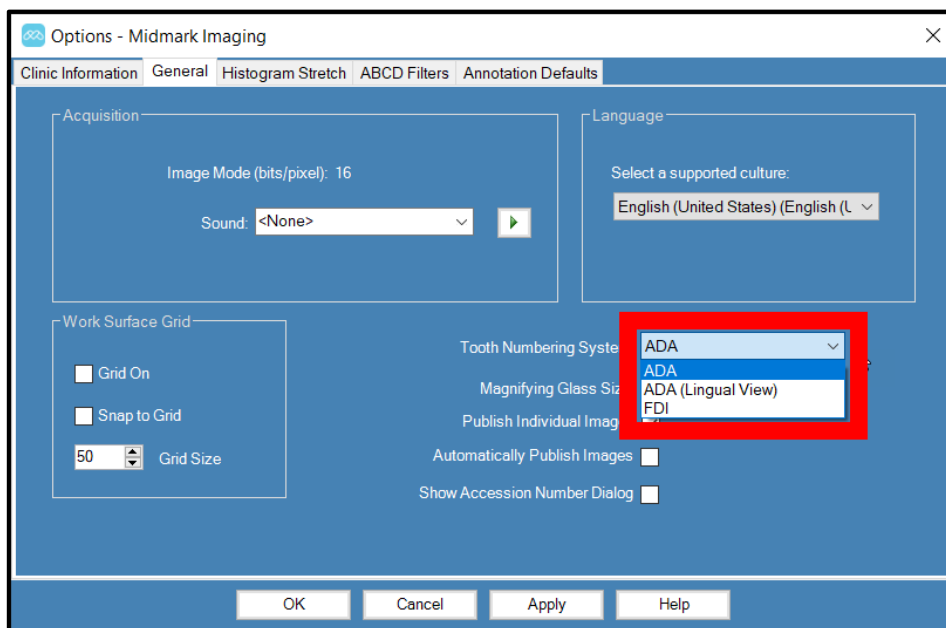 Options - Midmark Imaging
Clinic Information General Histogram Stretch ABCD Filters Annotation Defaults
Acquisition
Image Mode (bits/pixel): 16
Sound: <None>
Language
Select a supported culture:
English (United States) (English (U
Work Surface Grid
Grid On
Snap to Grid
50 Grid Size
Tooth Numbering Syste
ADA
ADA
ADA (Lingual View)
FDI
Magnifying Glass Siz
Publish Individual Image
Automatically Publish Images
Show Accession Number Dialog
OK Cancel Apply Help